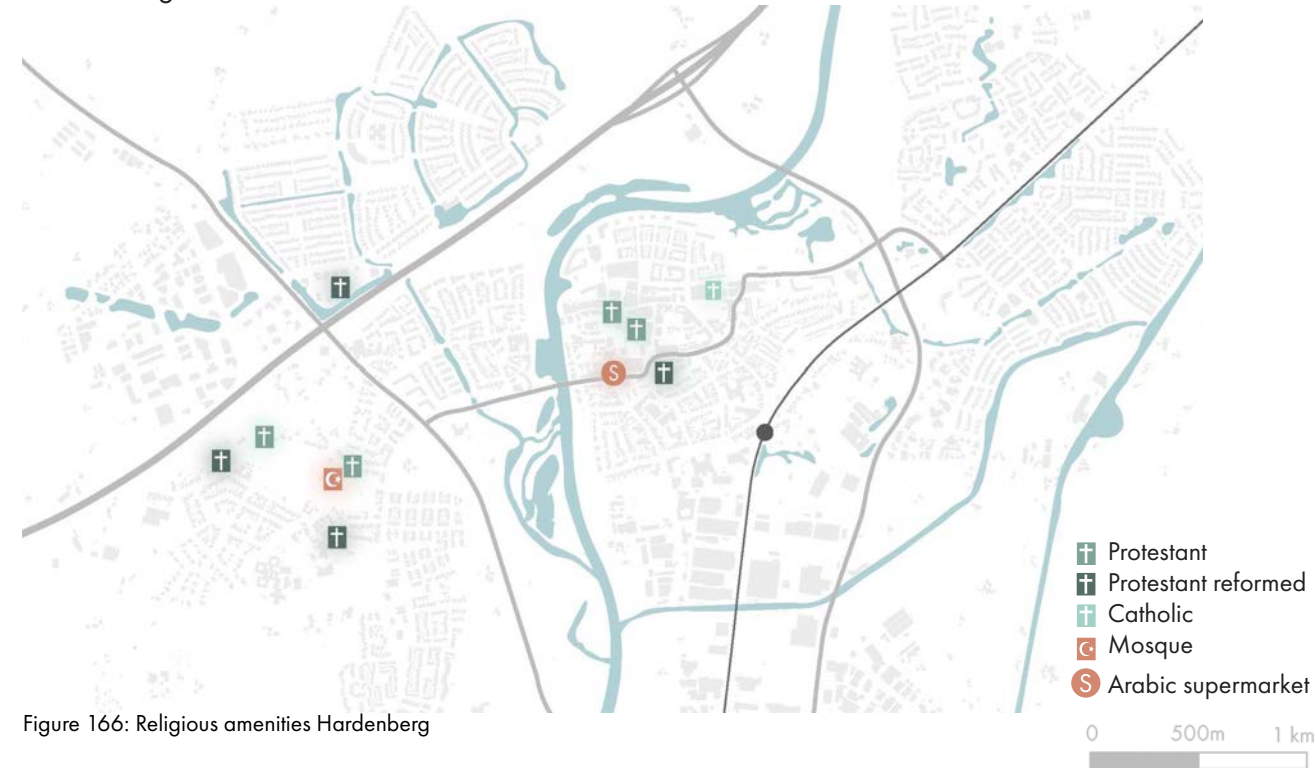 S
Protestant
Protestant reformed
Catholic
Mosque
S Arabic supermarket
Figure 166: Religious amenities Hardenberg
0 500m 1 km